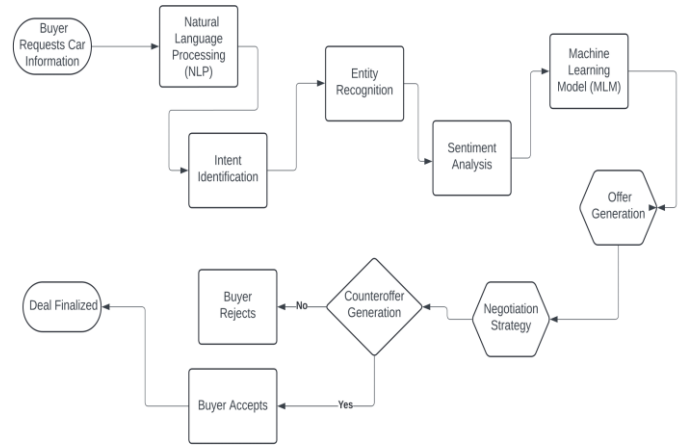 Buyer
Requests Car
Information
Natural
Language
Processing
(NLP)
Intent
Identification
Entity
Recognition
Sentiment
Analysis
Machine
Learning
Model (MLM)
Offer
Generation
Negotiation
Strategy
Counteroffer
Generation
No
Buyer
Rejects
Yes
Buyer Accepts
Deal Finalized